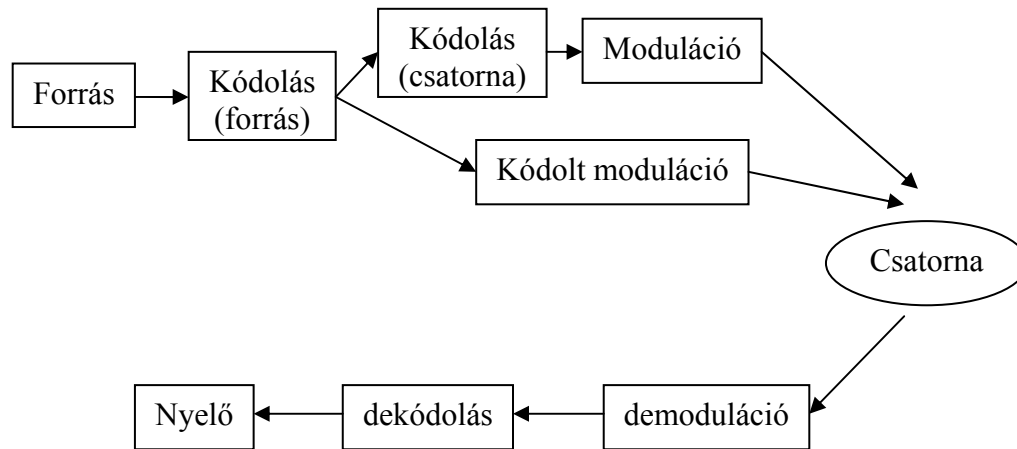 Forrás
Kódolás
(forrás)
Kódolás
(csatorna)
Moduláció
Kódolt moduláció
Csatorna
Nyelő
dekódolás
demoduláció